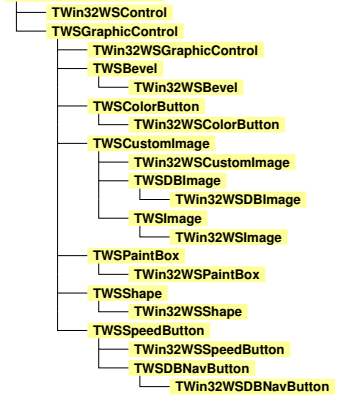 TWin32WSControl
TWSGraphicControl
TWin32WSGraphicControl
TWSBevel
TWin32WSBevel
TWSColorButton
TWin32WSColorButton
TWSCustomImage
TWin32WSCustomImage
TWSDBImage
TWin32WSDBImage
TWSImage
TWin32WSImage
TWSPaintBox
TWin32WSPaintBox
TWSShape
TWin32WSShape
TWSSpeedButton
TWin32WSSpeedButton
TWSDBNavButton
TWin32WSDBNavButton